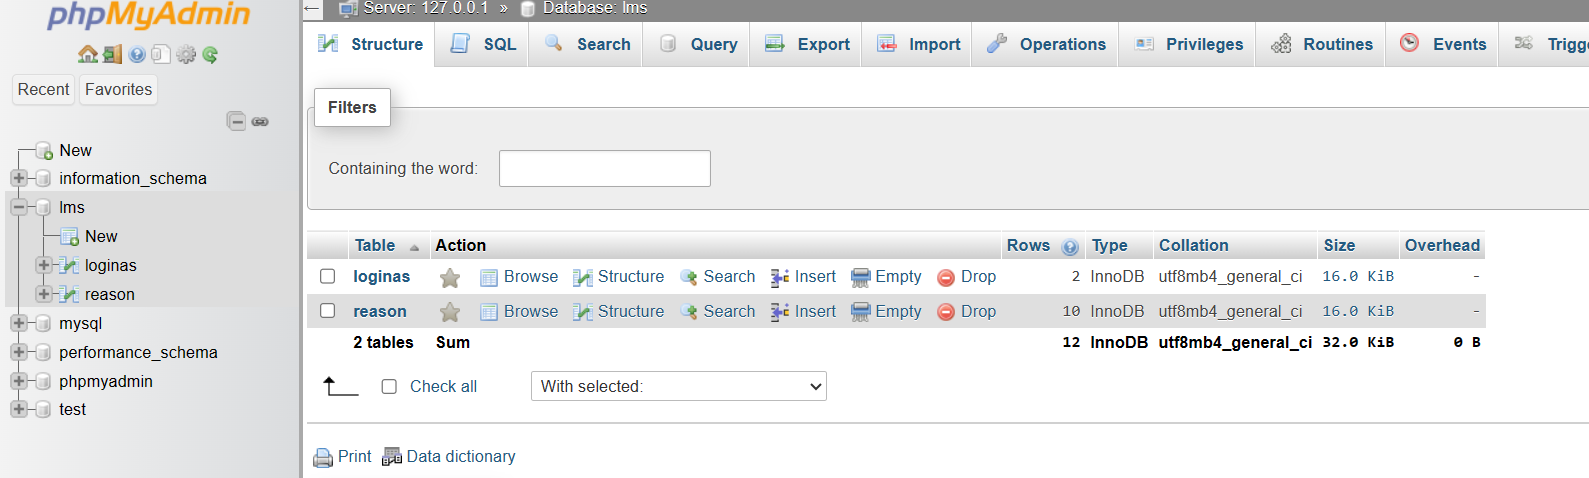 phpMyAdmin
Recent Favorites
New
information_schema
lms
New
loginas
reason
mysql
performance_schema
phpmyadmin
test
Server: 127.0.0.1 » Database: lms
Structure SQL Search Query Export Import Operations Privileges Routines Events Trigg
Filters
Containing the word:
Table Action Rows Type Collation Size Overhead
loginas Browse Structure Search Insert Empty Drop 2 InnoDB utf8mb4_general_ci 16.0 KiB -
reason Browse Structure Search Insert Empty Drop 10 InnoDB utf8mb4_general_ci 16.0 KiB -
2 tables Sum 12 InnoDB utf8mb4_general_ci 32.0 KiB 0 B
Check all With selected:
Print Data dictionary